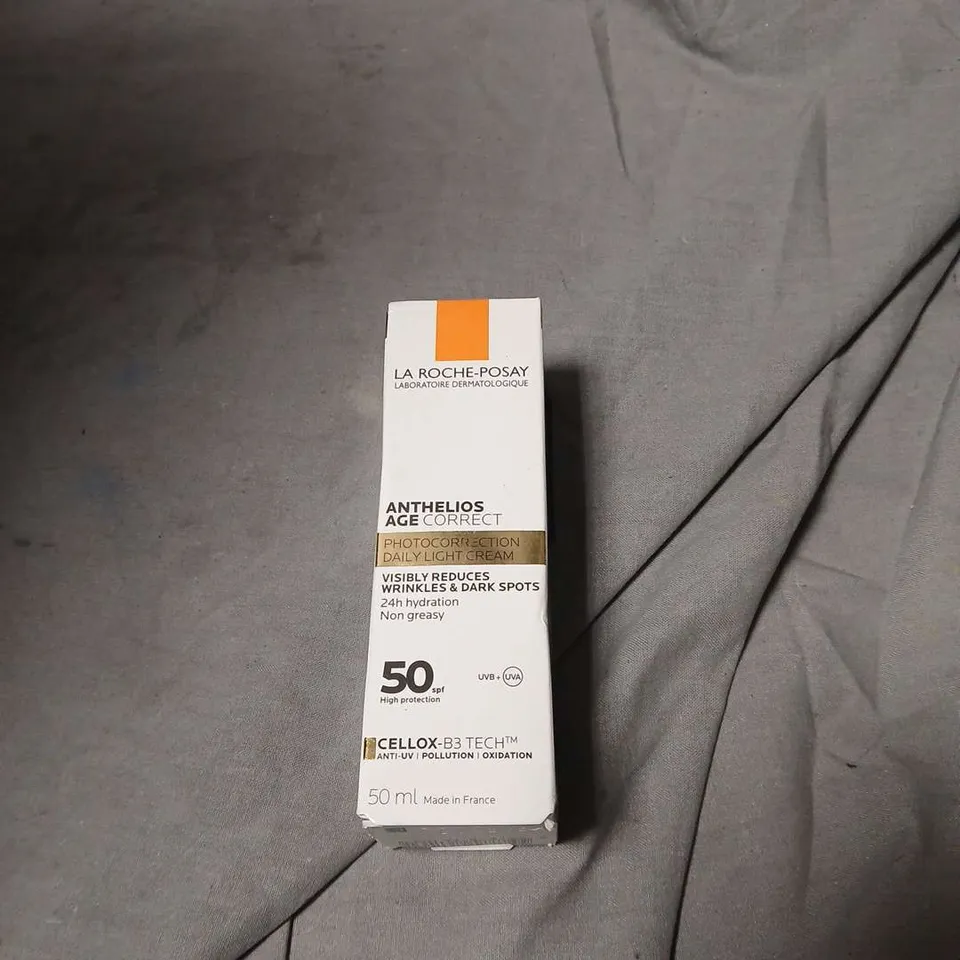 LA ROCHE-POSAY
LABORATOIRE DERMATOLOGIQUE
ANTHELIOS
AGE CORRECT
PHOTOCORRECTION
DAILY LIGHT CREAM
VISIBLY REDUCES
WRINKLES & DARK SPOTS
24h hydration
Non greasy
50 spf UVB + UVA
High protection
CELLOX-B3 TECH™
ANTI-UV | POLLUTION | OXIDATION
50 ml Made in France